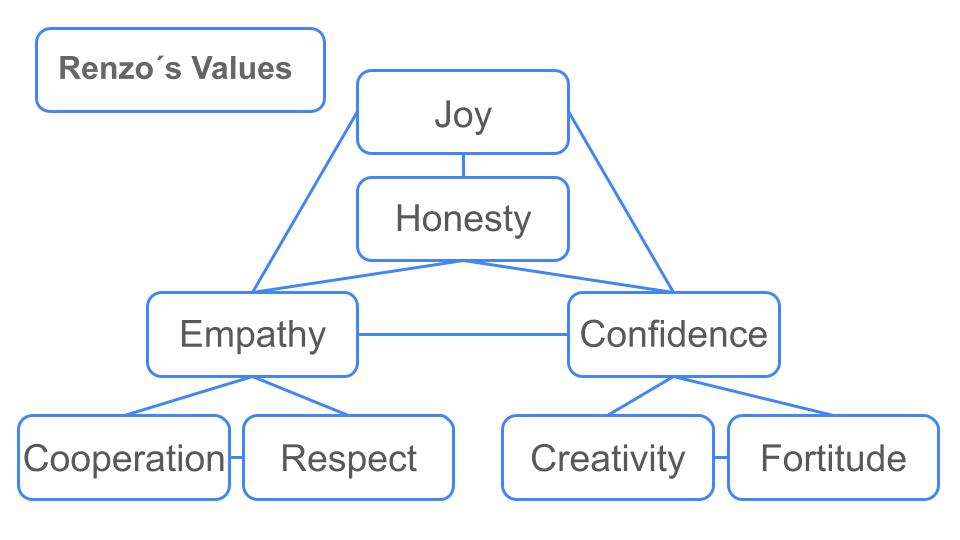 Renzo´s Values
Joy
Honesty
Empathy
Confidence
Cooperation
Respect
Creativity
Fortitude